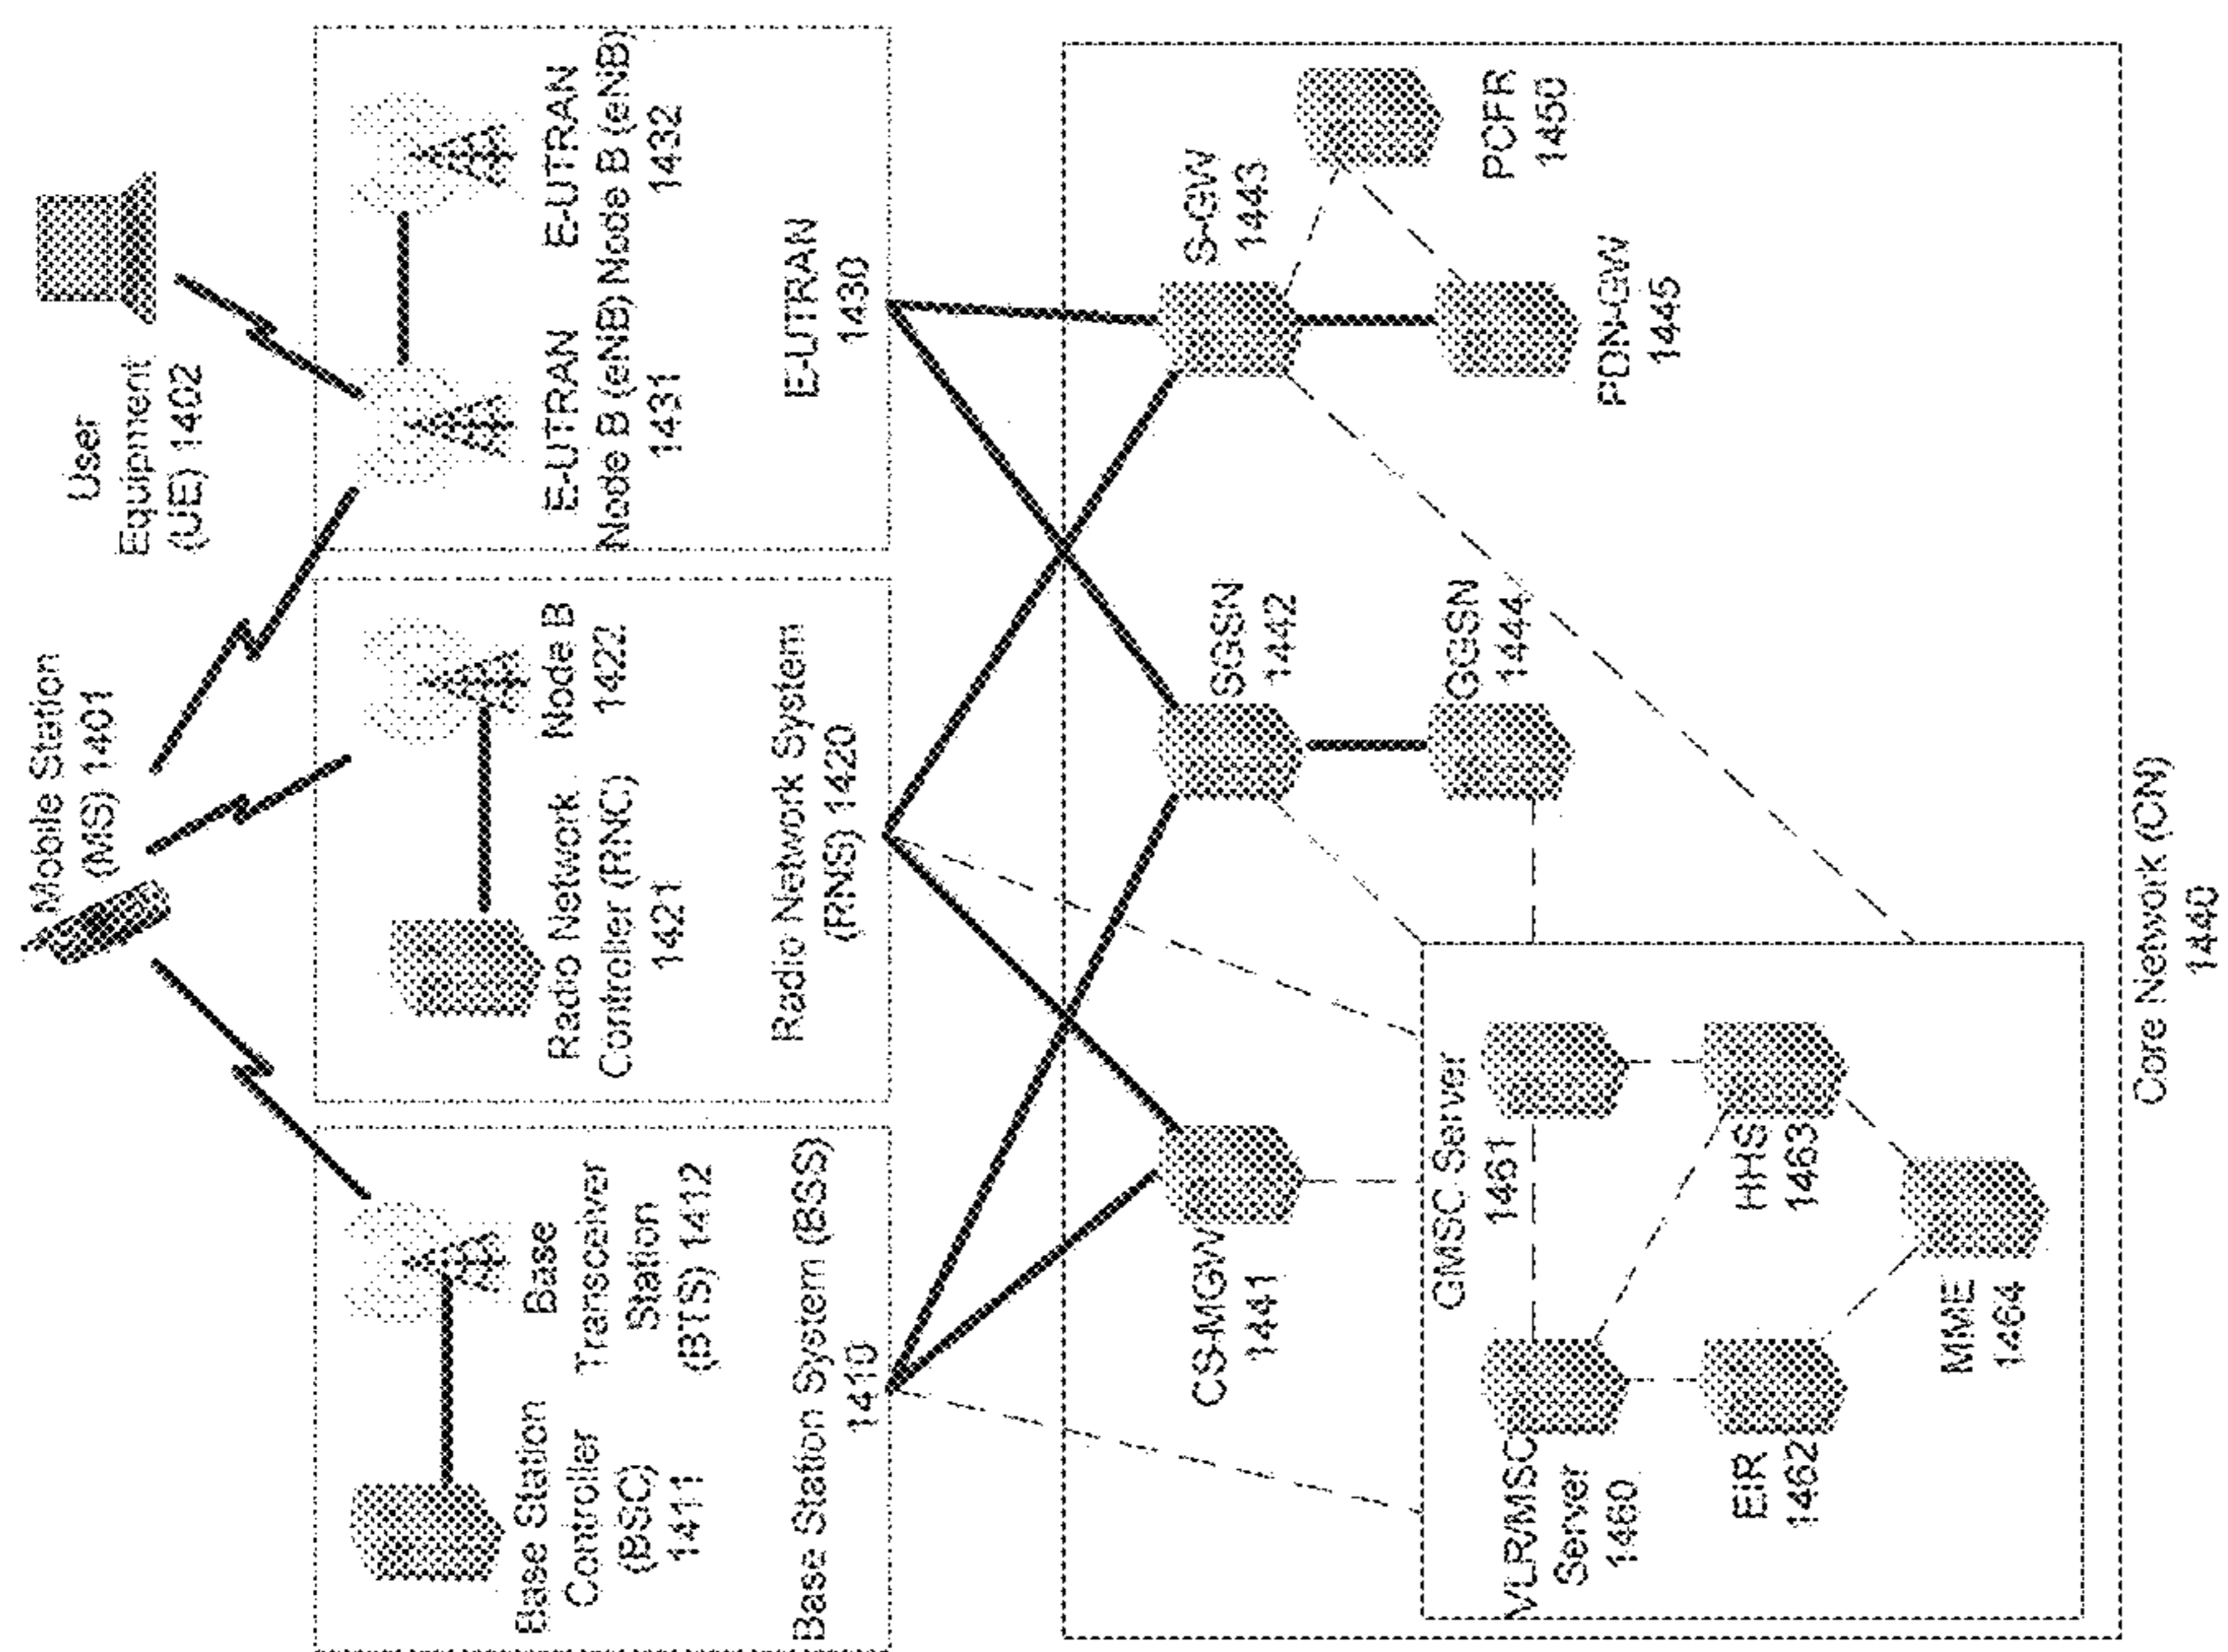 Mobile Station
(MS) 1401
User
Equipment
(UE) 1402
Base Station
Controller
(BSC)
1411
Base
Transceiver
Station
(BTS) 1412
Base Station System (BSS)
1410
Radio Network
Controller (RNC)
1421
Node B
1422
Radio Network System
(RNS) 1420
E-UTRAN
Node B (eNB)
1431
E-UTRAN
Node B (eNB)
1432
E-UTRAN
1430
CS-MGW
1441
SGSN
1442
S-GW
1443
GGSN
1444
PDN-GW
1445
PCFR
1450
VLR/MSC
Server
1460
GMSC Server
1461
EIR
1462
HHS
1463
MME
1464
Core Network (CN)
1440